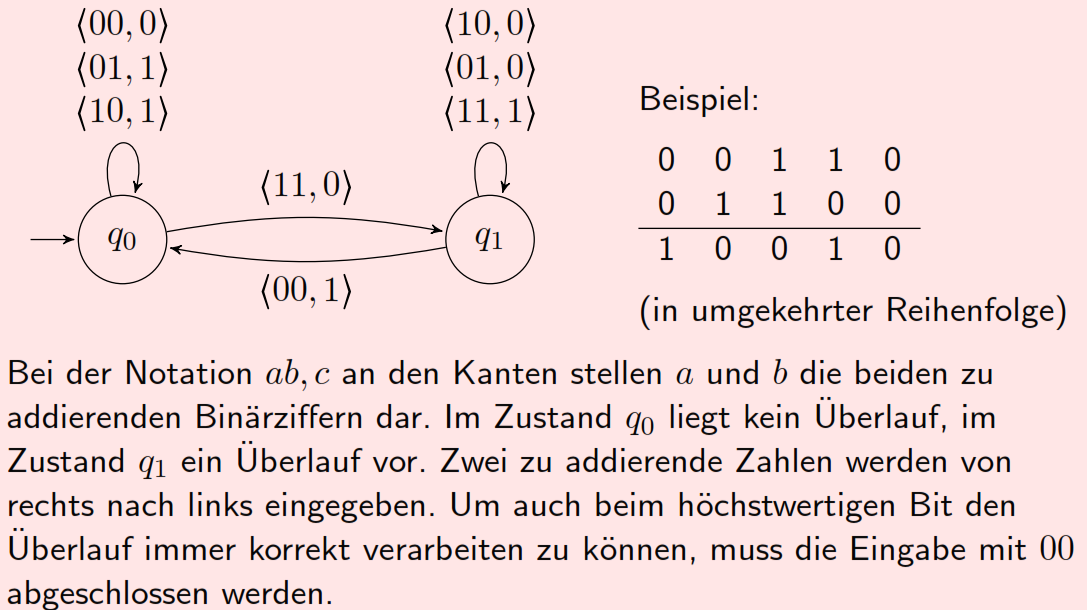 ⟨00, 0⟩
⟨01, 1⟩
⟨10, 1⟩
⟨10, 0⟩
⟨01, 0⟩
⟨11, 1⟩
q0
⟨11, 0⟩
⟨00, 1⟩
q1
Beispiel:
0 0 1 1 0
0 1 1 0 0
1 0 0 1 0
(in umgekehrter Reihenfolge)
Bei der Notation ab, c an den Kanten stellen a und b die beiden zu
addierenden Binärziffern dar. Im Zustand q0 liegt kein Überlauf, im
Zustand q1 ein Überlauf vor. Zwei zu addierende Zahlen werden von
rechts nach links eingegeben. Um auch beim höchstwertigen Bit den
Überlauf immer korrekt verarbeiten zu können, muss die Eingabe mit 00
abgeschlossen werden.